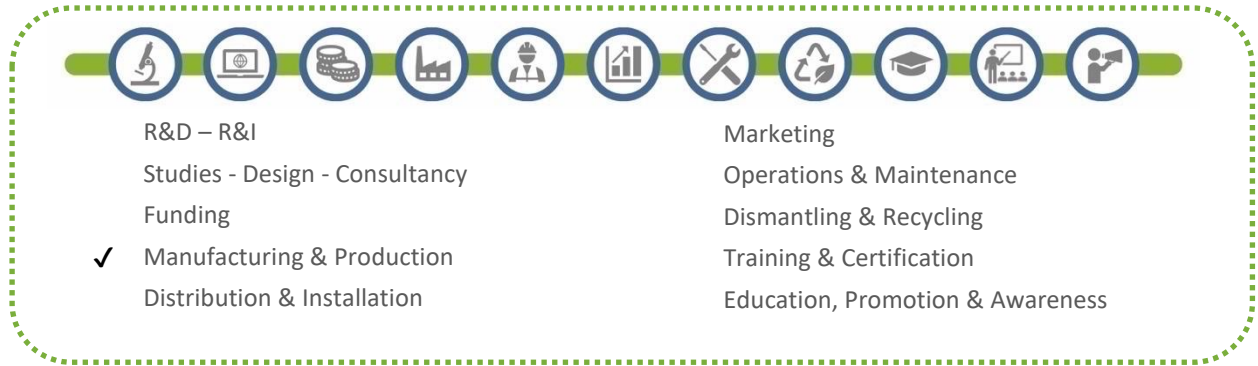 R&D – R&I
Studies - Design - Consultancy
Funding
✓ Manufacturing & Production
Distribution & Installation
Marketing
Operations & Maintenance
Dismantling & Recycling
Training & Certification
Education, Promotion & Awareness